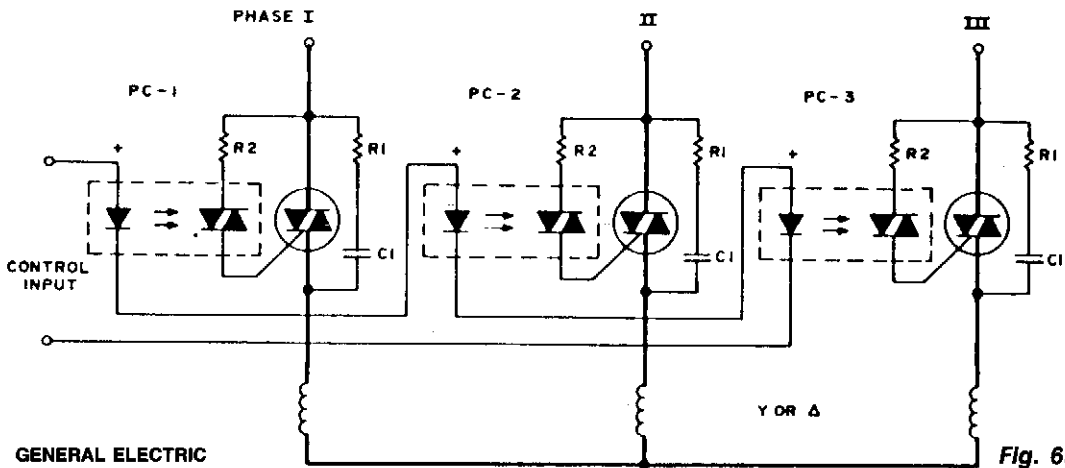 PHASE I
II
III
PC-1
PC-2
PC-3
+
+
+
R2
R1
R2
R1
R2
R1
C1
C1
C1
CONTROL
INPUT
Y OR Δ
GENERAL ELECTRIC
Fig. 6